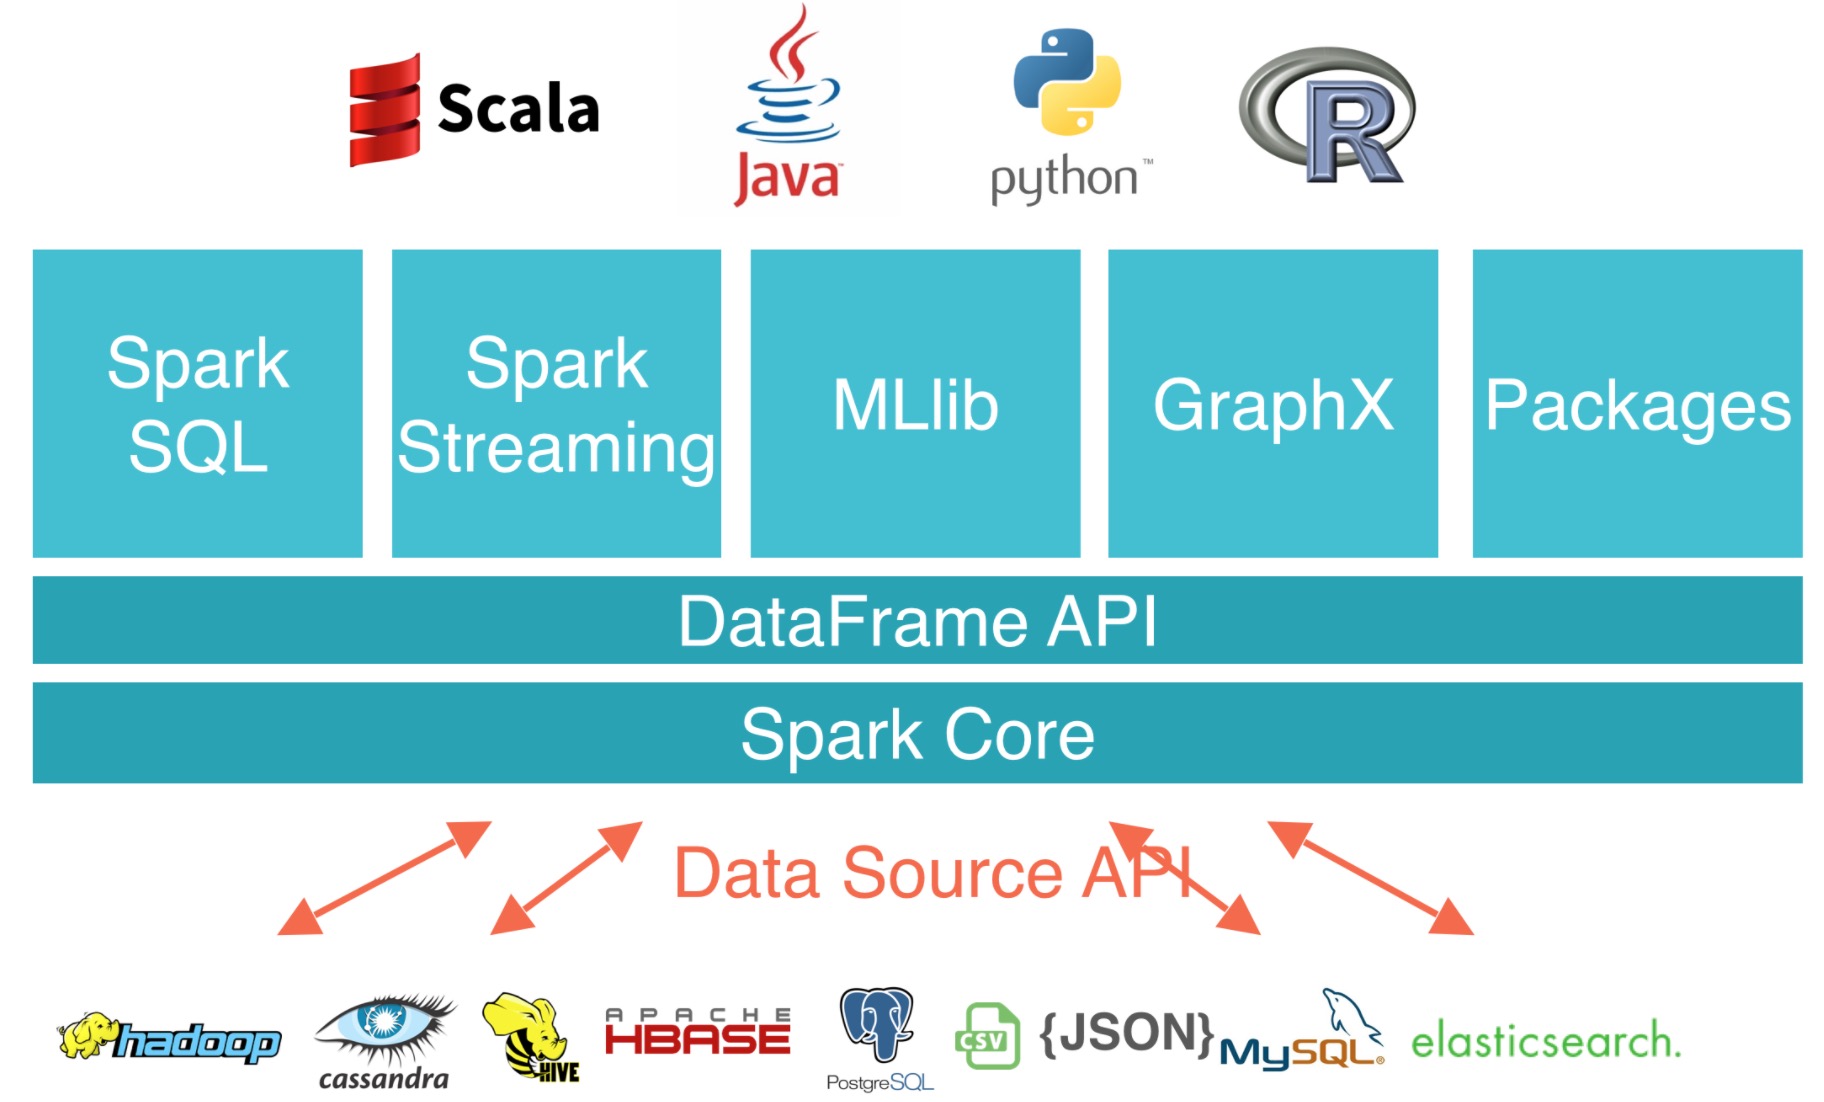 Scala
Java™
python™
R
Spark
SQL
Spark
Streaming
MLlib
GraphX
Packages
DataFrame API
Spark Core
Data Source API
hadoop
cassandra
HIVE
APACHE
HBASE
PostgreSQL
CSV
{JSON}
MySQL®
elasticsearch.